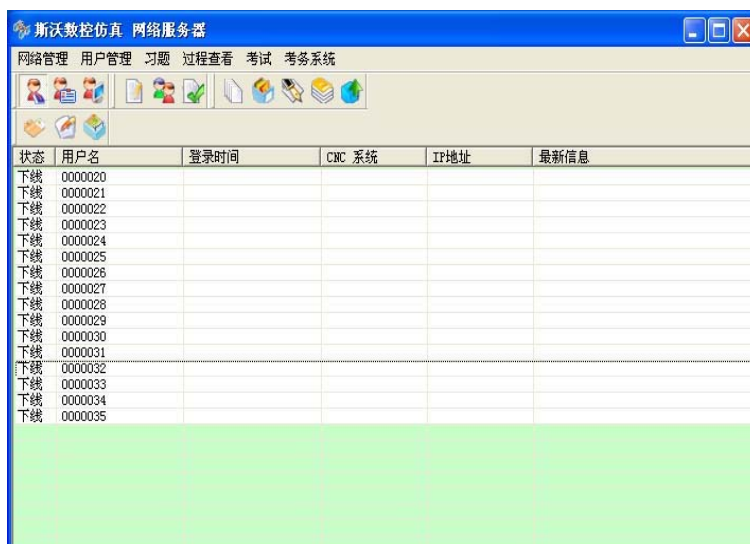 斯沃数控仿真 网络服务器
网络管理 用户管理 习题 过程查看 考试 考务系统
状态 用户名 登录时间 CNC 系统 IP地址 最新信息
下线 0000020
下线 0000021
下线 0000022
下线 0000023
下线 0000024
下线 0000025
下线 0000026
下线 0000027
下线 0000028
下线 0000029
下线 0000030
下线 0000031
下线 0000032
下线 0000033
下线 0000034
下线 0000035